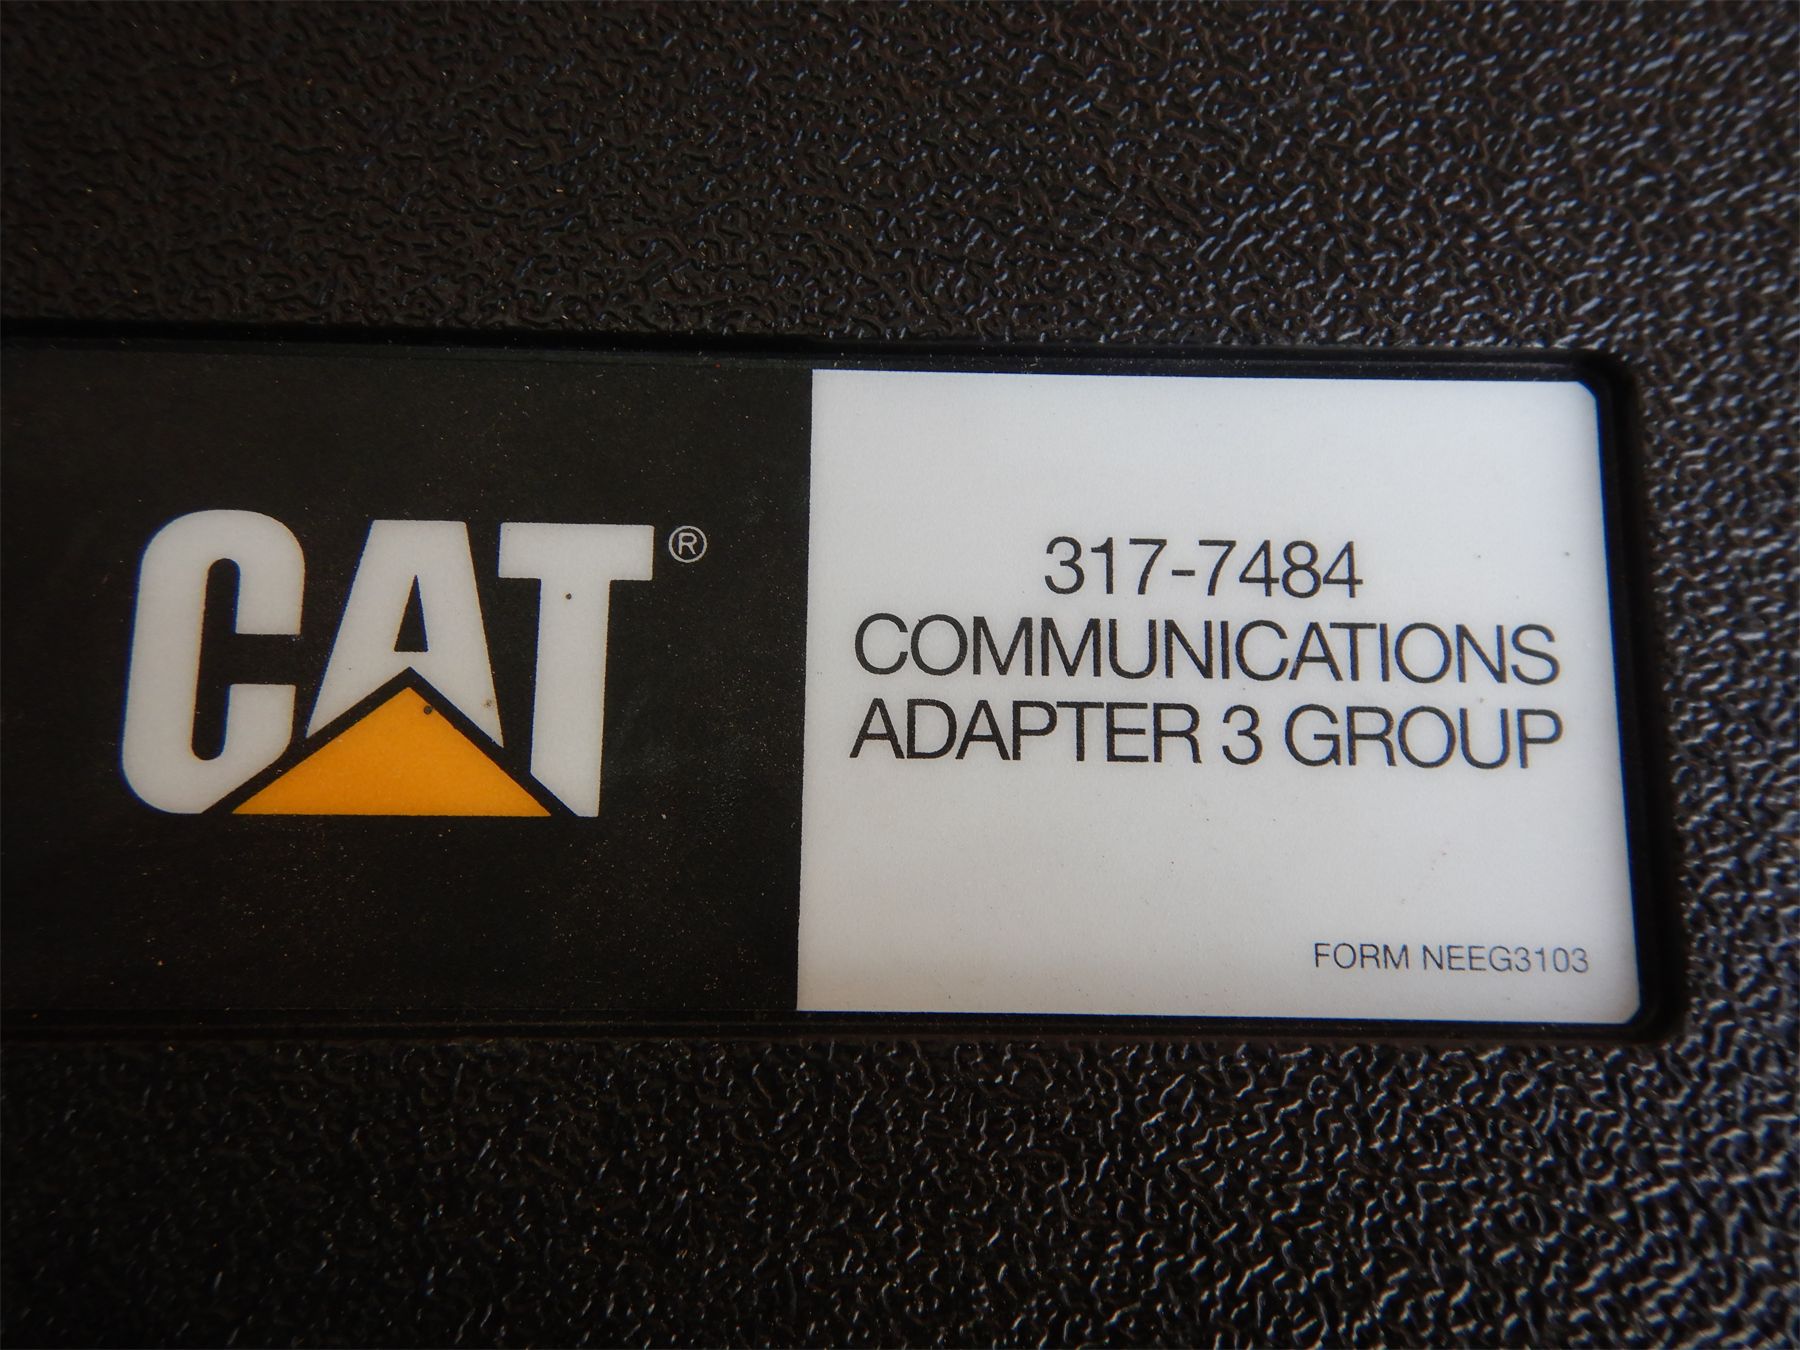 CAT®
317-7484
COMMUNICATIONS
ADAPTER 3 GROUP
FORM NEEG3103